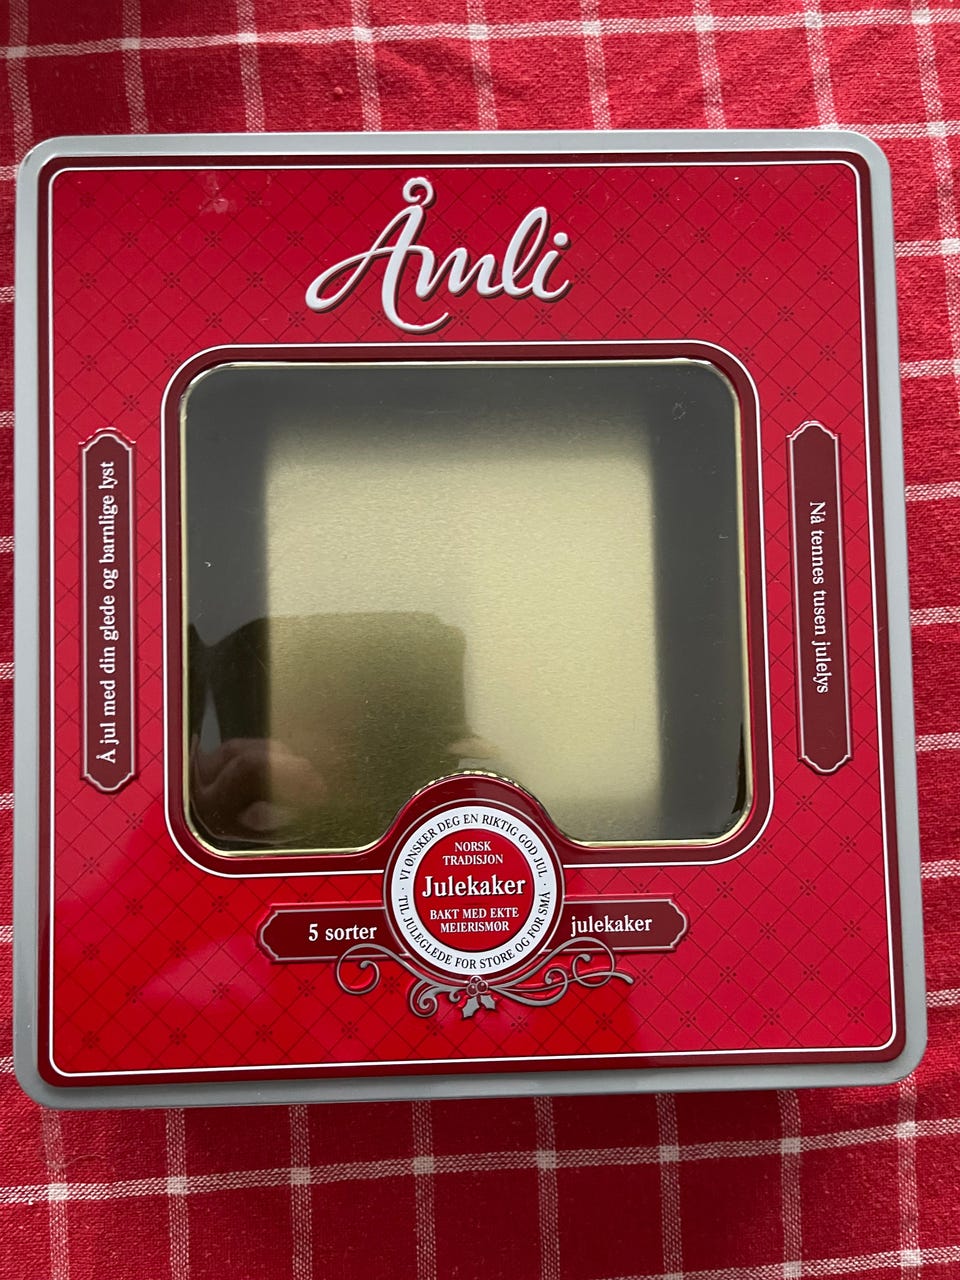 Åmli
Å jul med din glede og barnlige lyst
Nå tennes tusen julelys
· VI ØNSKER DEG EN RIKTIG GOD JUL ·
TIL JULEGLEDE FOR STORE OG FOR SMÅ
NORSK
TRADISJON
Julekaker
BAKT MED EKTE
MEIERISMØR
5 sorter julekaker